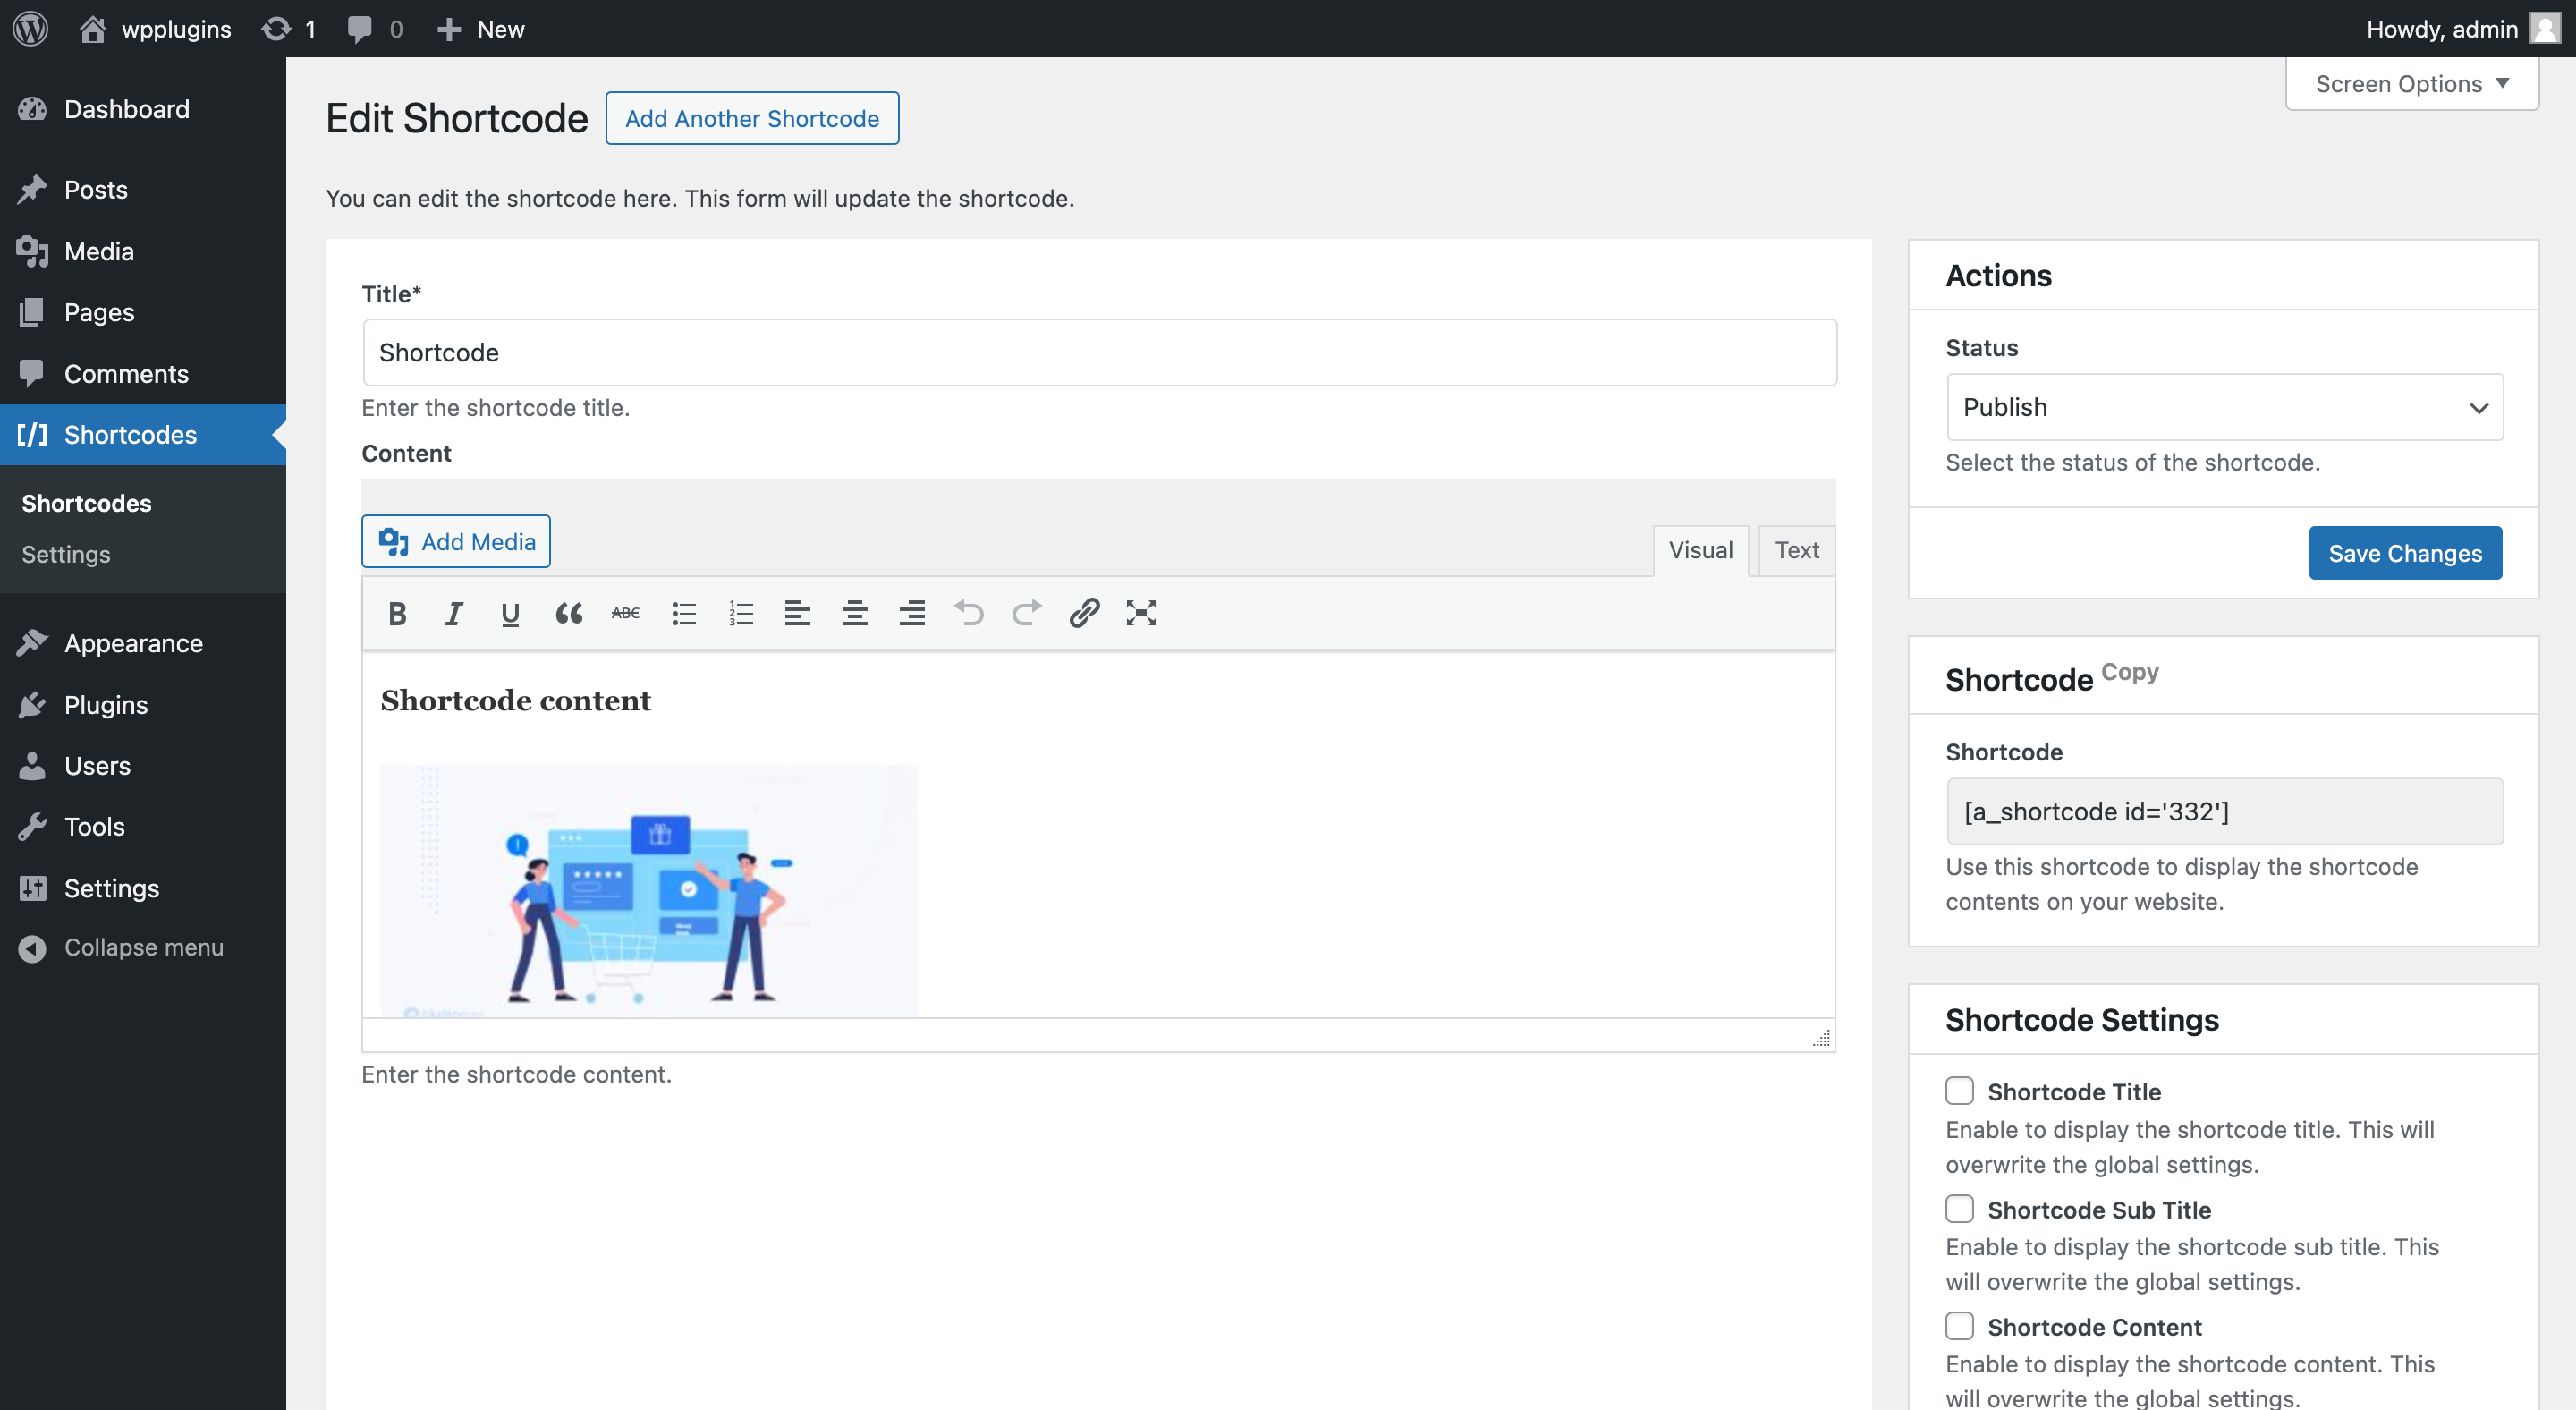 wpplugins 1 0 New Howdy, admin
Screen Options
Dashboard
Posts
Media
Pages
Comments
[/] Shortcodes
Shortcodes
Settings
Appearance
Plugins
Users
Tools
Settings
Collapse menu
Edit Shortcode Add Another Shortcode
You can edit the shortcode here. This form will update the shortcode.
Title*
Shortcode
Enter the shortcode title.
Content
Add Media Visual Text
B I U ABC
Shortcode content
Enter the shortcode content.
Actions
Status
Publish
Select the status of the shortcode.
Save Changes
Shortcode Copy
Shortcode
[a_shortcode id='332']
Use this shortcode to display the shortcode
contents on your website.
Shortcode Settings
Shortcode Title
Enable to display the shortcode title. This will
overwrite the global settings.
Shortcode Sub Title
Enable to display the shortcode sub title. This
will overwrite the global settings.
Shortcode Content
Enable to display the shortcode content. This
will overwrite the global settings.